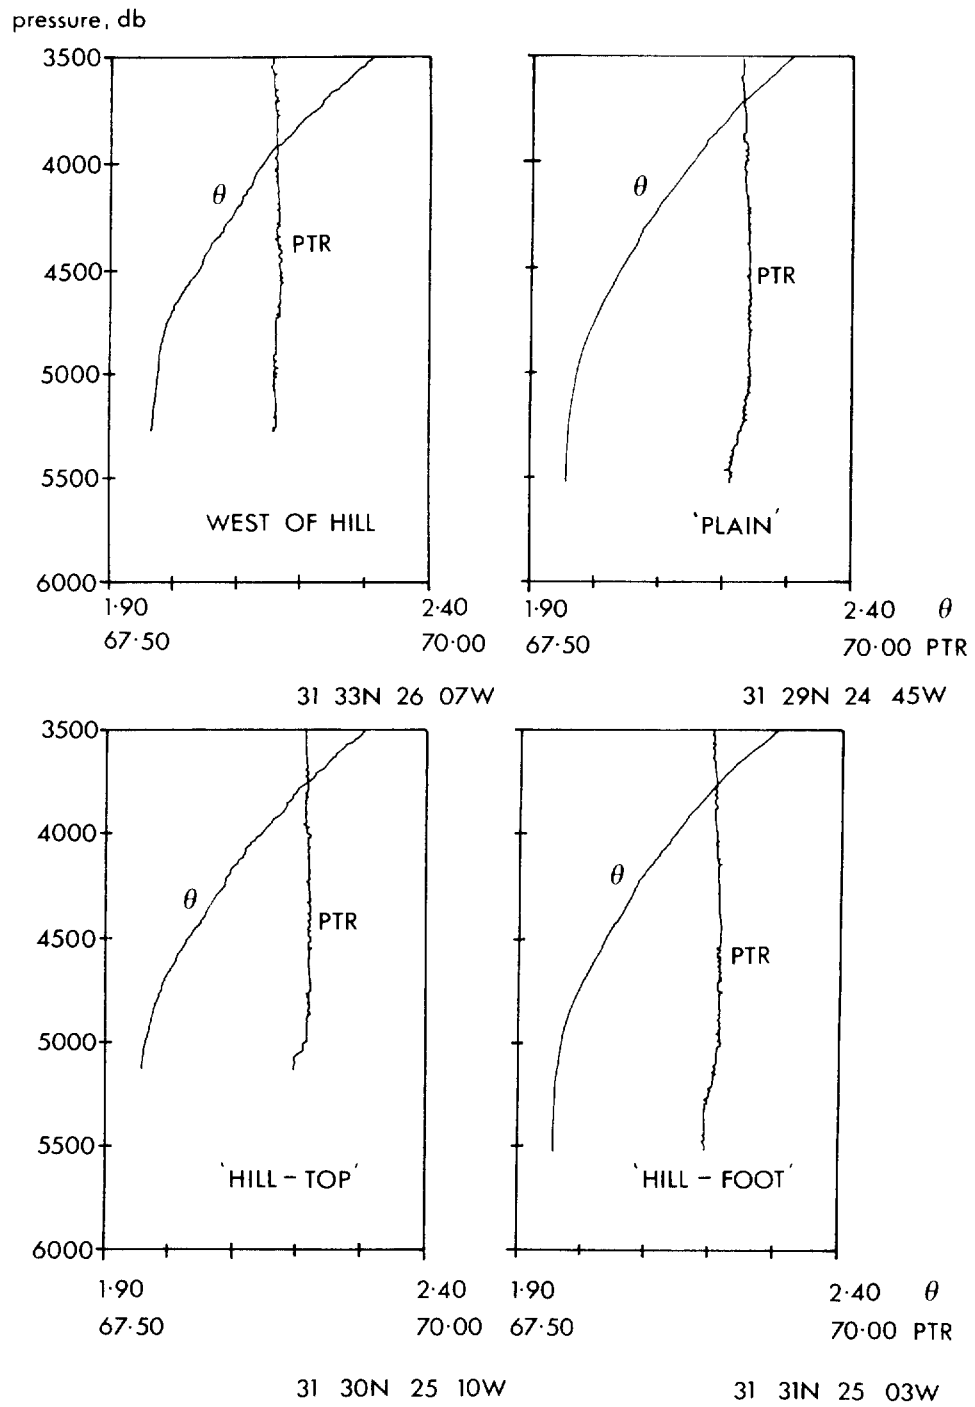 pressure, db
3500
4000
θ
PTR
4500
5000
5500
WEST OF HILL
6000
1·90 2·40
67·50 70·00
31 33N 26 07W
θ
PTR
'PLAIN'
1·90 2·40 θ
67·50 70·00 PTR
31 29N 24 45W
3500
4000
θ
PTR
4500
5000
5500
'HILL – TOP'
6000
1·90 2·40
67·50 70·00
31 30N 25 10W
θ
PTR
'HILL – FOOT'
1·90 2·40 θ
67·50 70·00 PTR
31 31N 25 03W